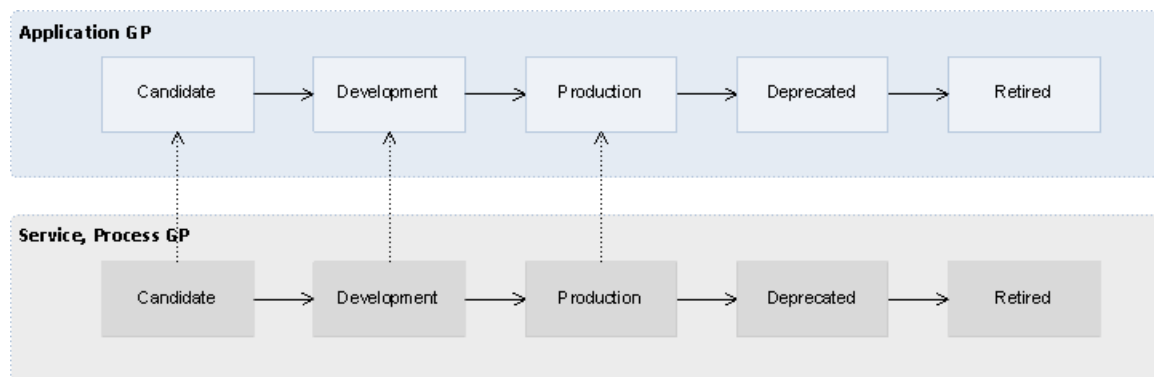 Application GP
Candidate Development Production Deprecated Retired
Service, Process GP
Candidate Development Production Deprecated Retired